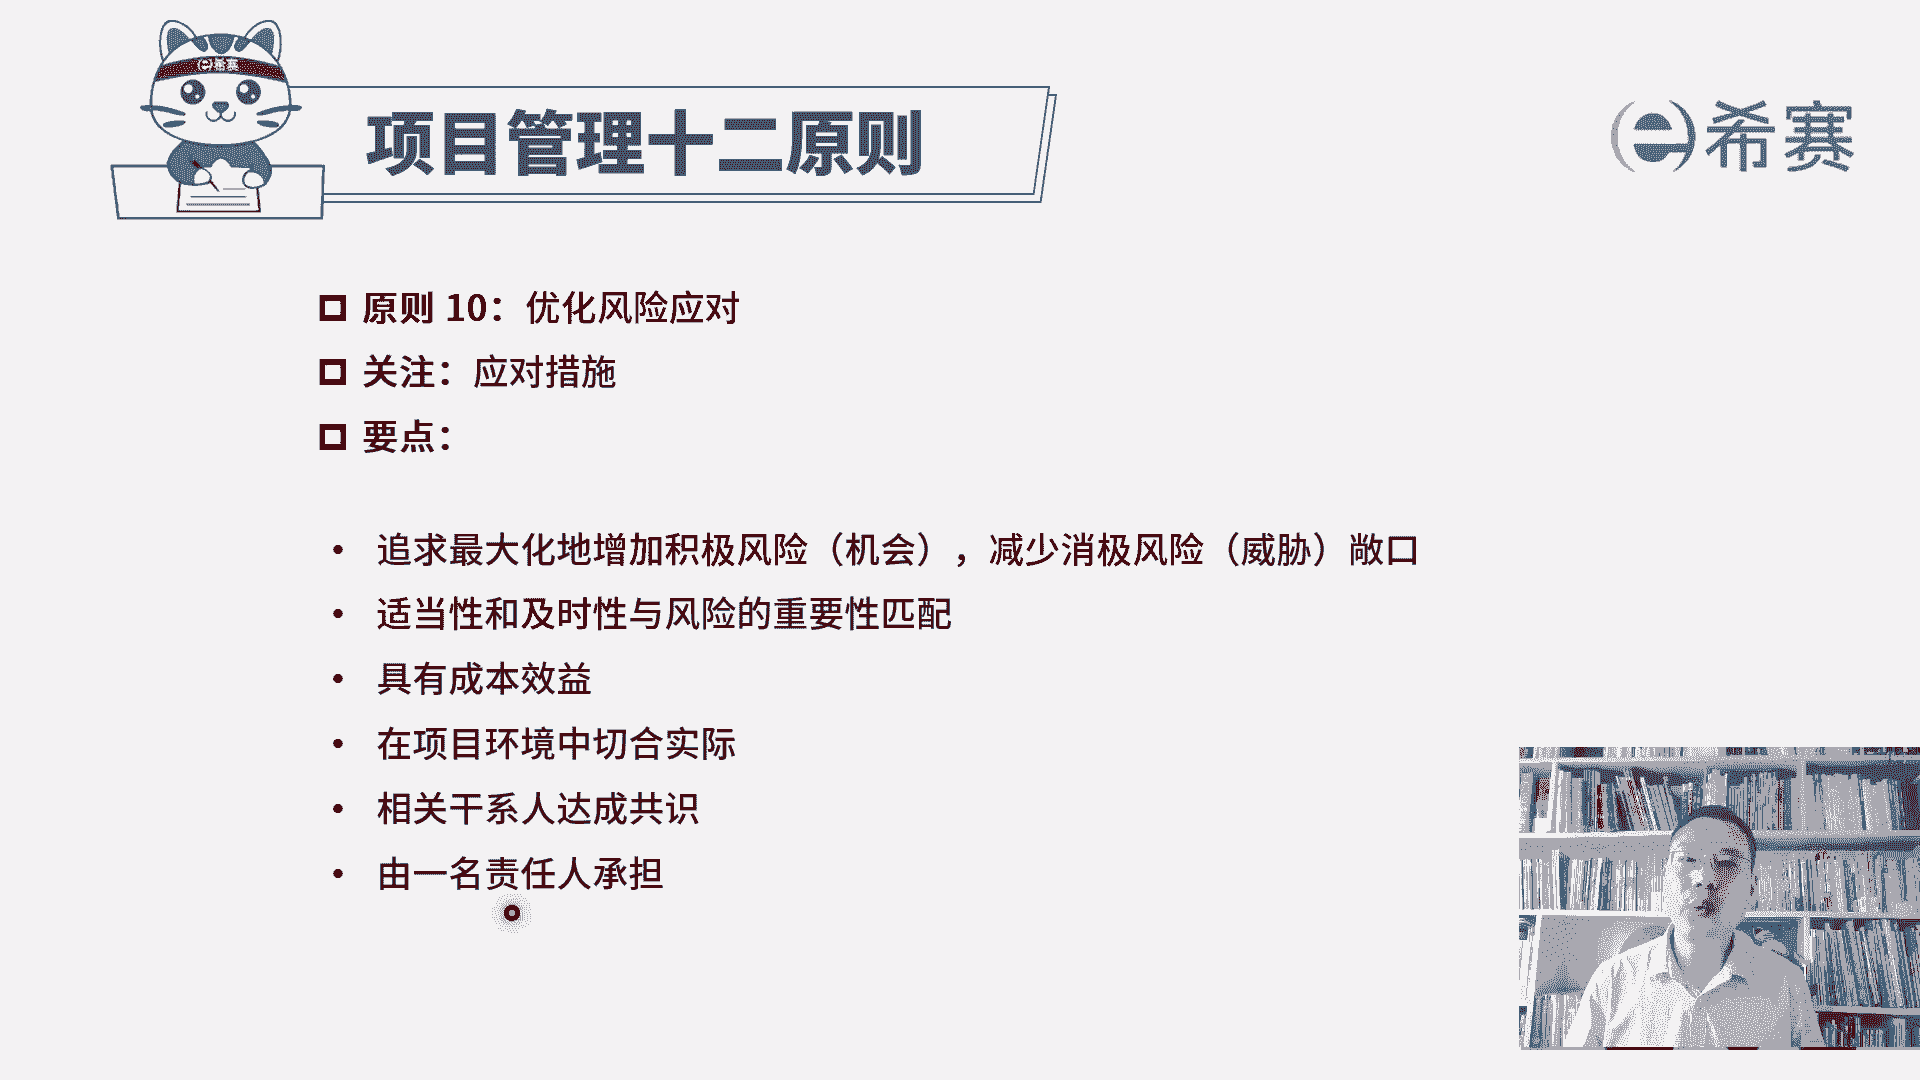 希赛
项目管理十二原则
希赛
原则 10：优化风险应对
关注：应对措施
要点：
追求最大化地增加积极风险（机会），减少消极风险（威胁）敞口
适当性和及时性与风险的重要性匹配
具有成本效益
在项目环境中切合实际
相关干系人达成共识
由一名责任人承担